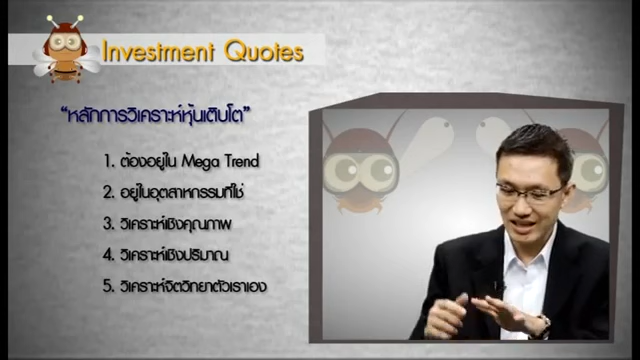 Investment Quotes
“หลักการวิเคราะห์หุ้นเติบโต”
1. ต้องอยู่ใน Mega Trend
2. อยู่ในอุตสาหกรรมที่ใช่
3. วิเคราะห์เชิงคุณภาพ
4. วิเคราะห์เชิงปริมาณ
5. วิเคราะห์จิตวิทยาตัวเราเอง